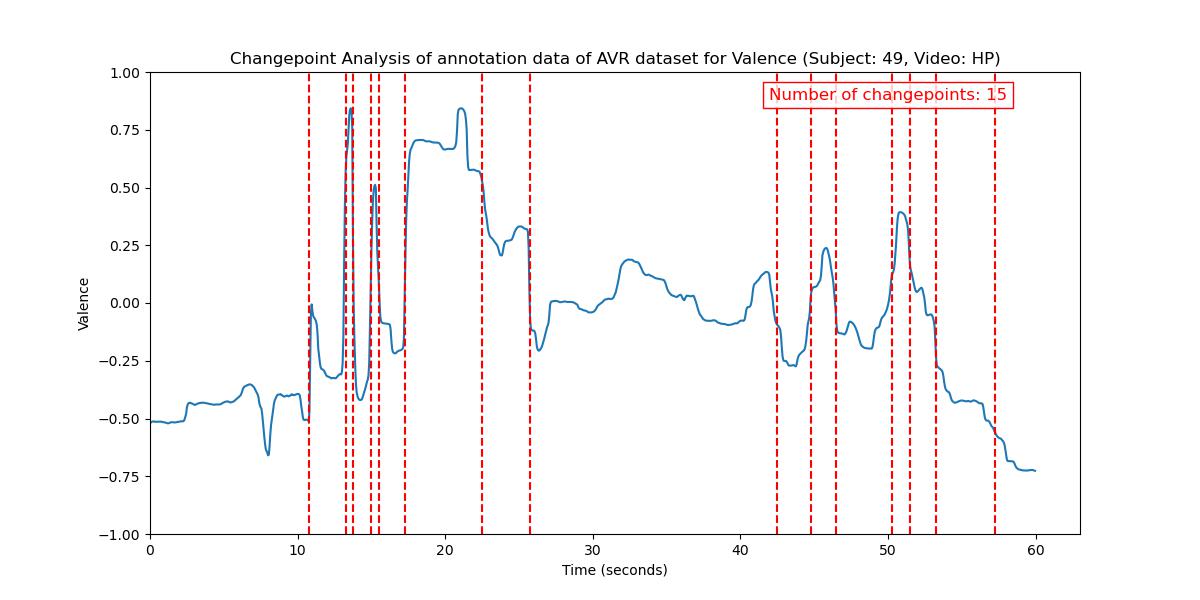 Changepoint Analysis of annotation data of AVR dataset for Valence (Subject: 49, Video: HP)
Number of changepoints: 15
1.00
0.75
0.50
0.25
0.00
−0.25
−0.50
−0.75
−1.00
Valence
0 10 20 30 40 50 60
Time (seconds)